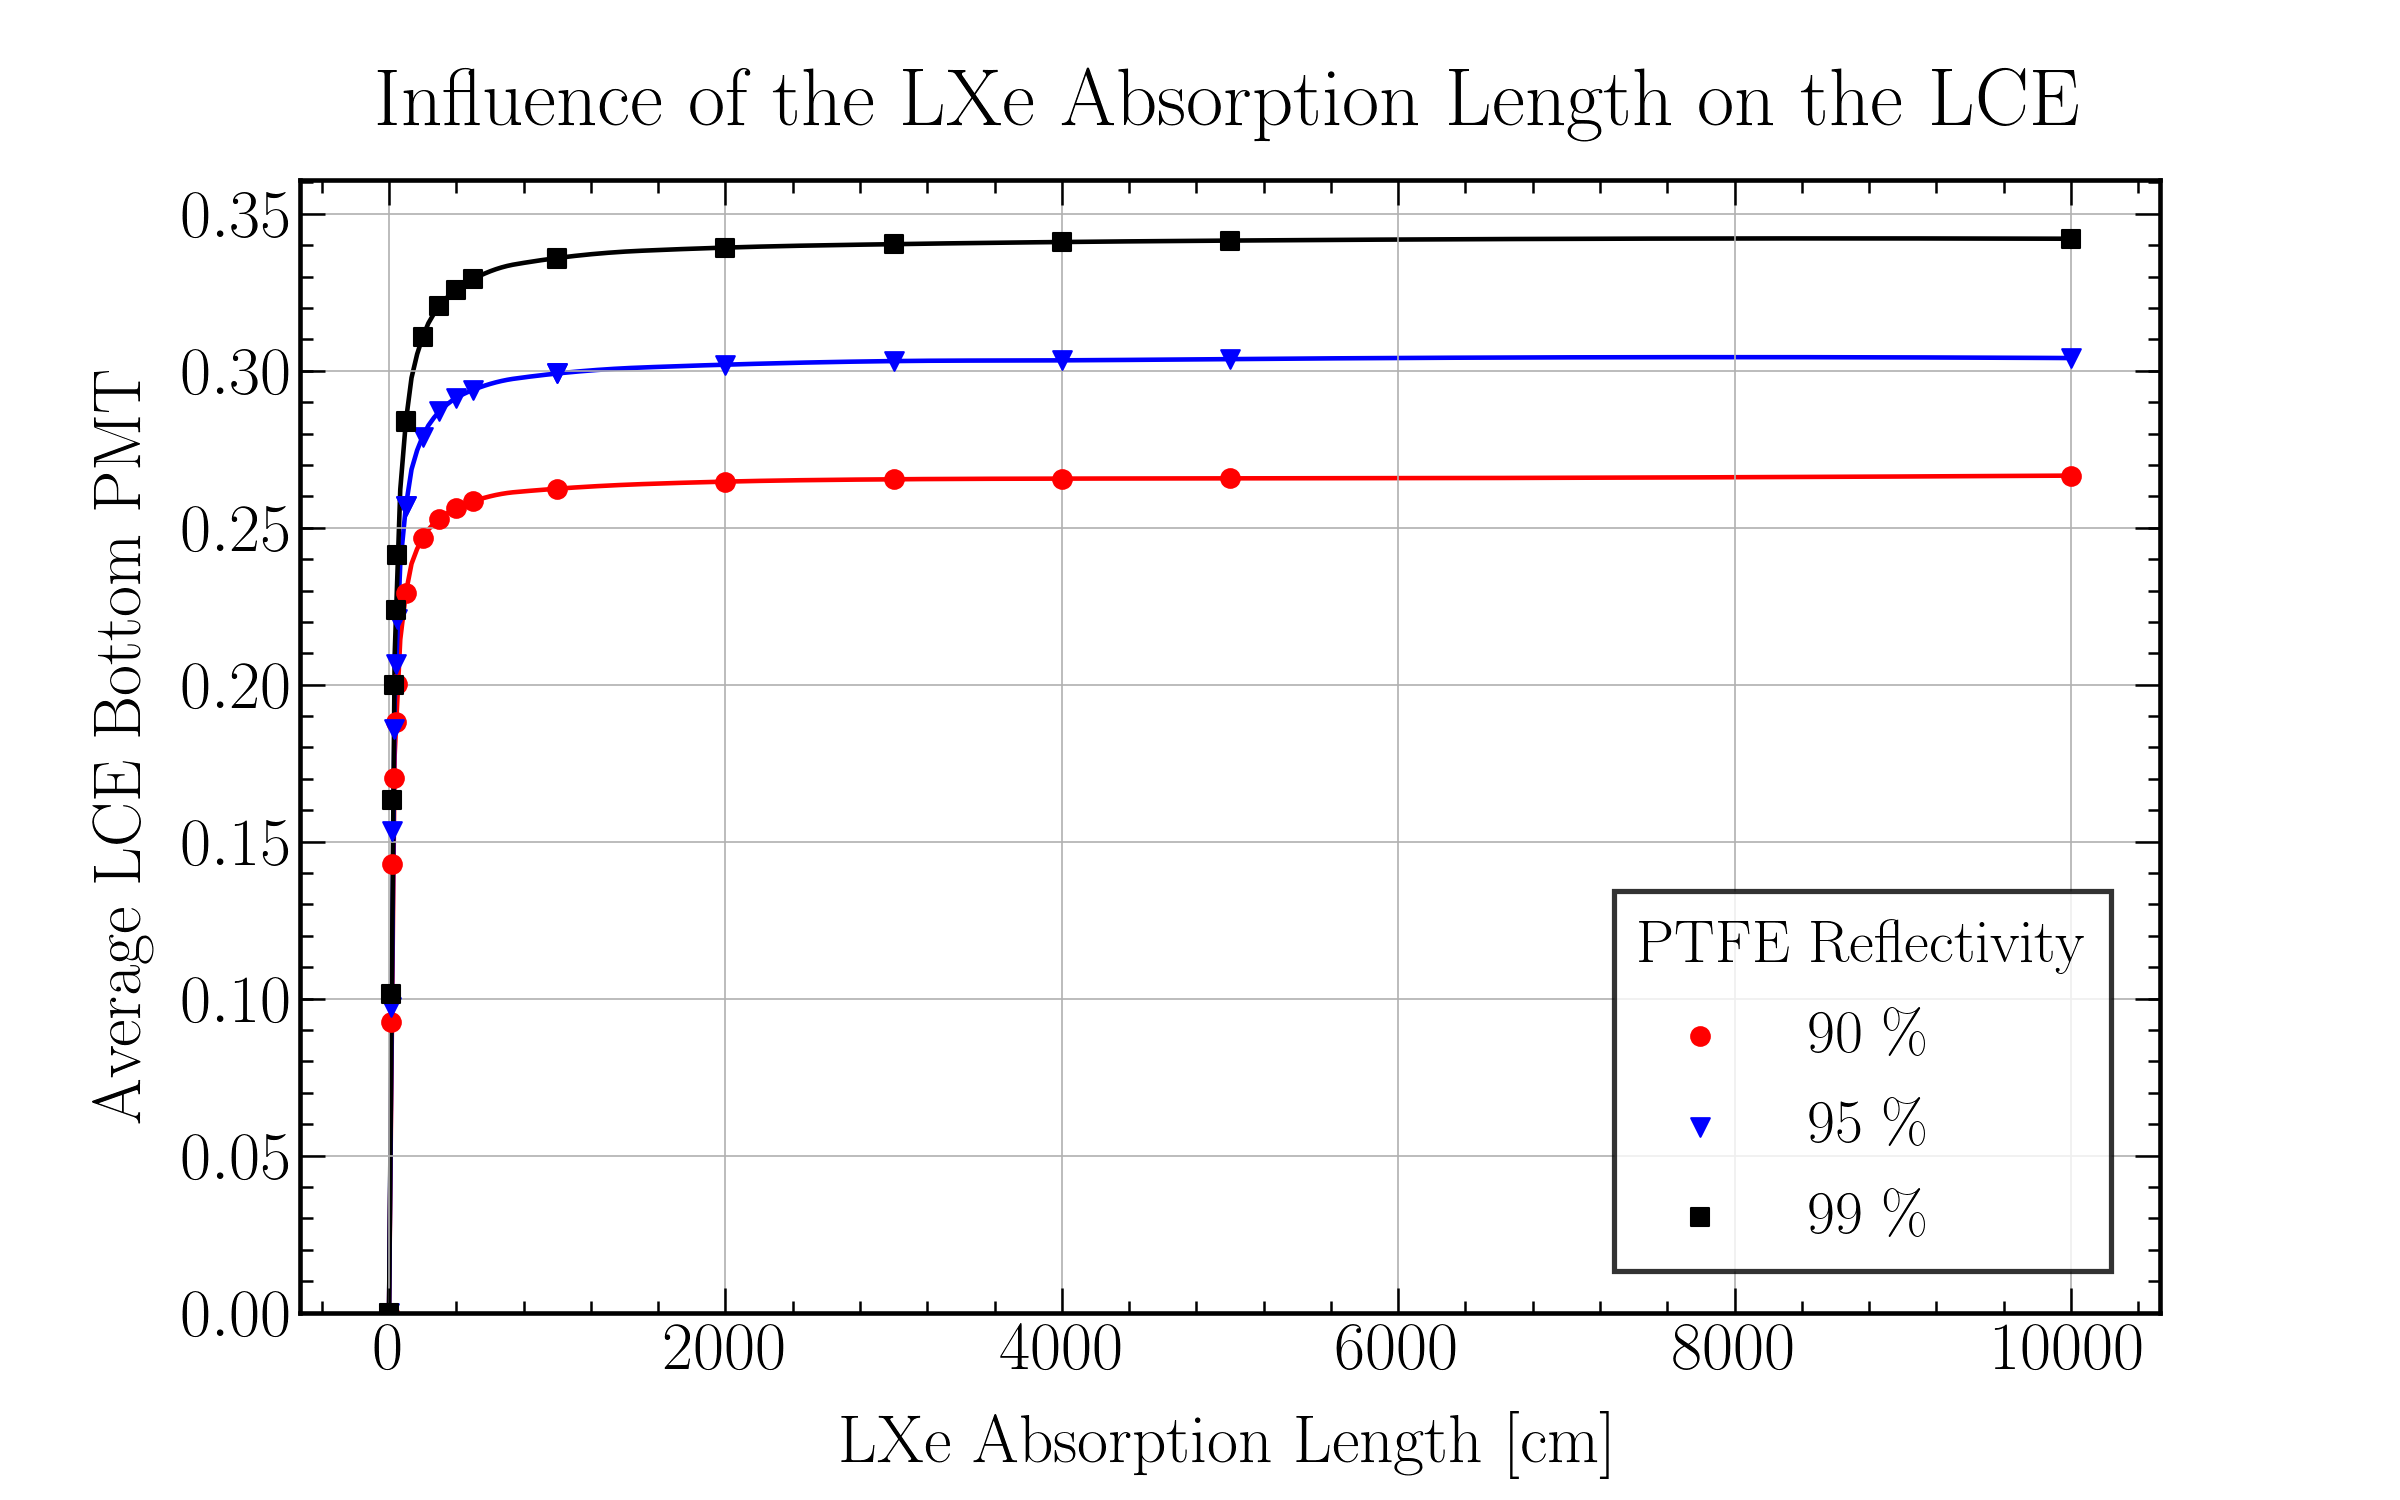 Influence of the LXe Absorption Length on the LCE
Average LCE Bottom PMT
0.35
0.30
0.25
0.20
0.15
0.10
0.05
0.00
PTFE Reflectivity
90 %
95 %
99 %
0 2000 4000 6000 8000 10000
LXe Absorption Length [cm]